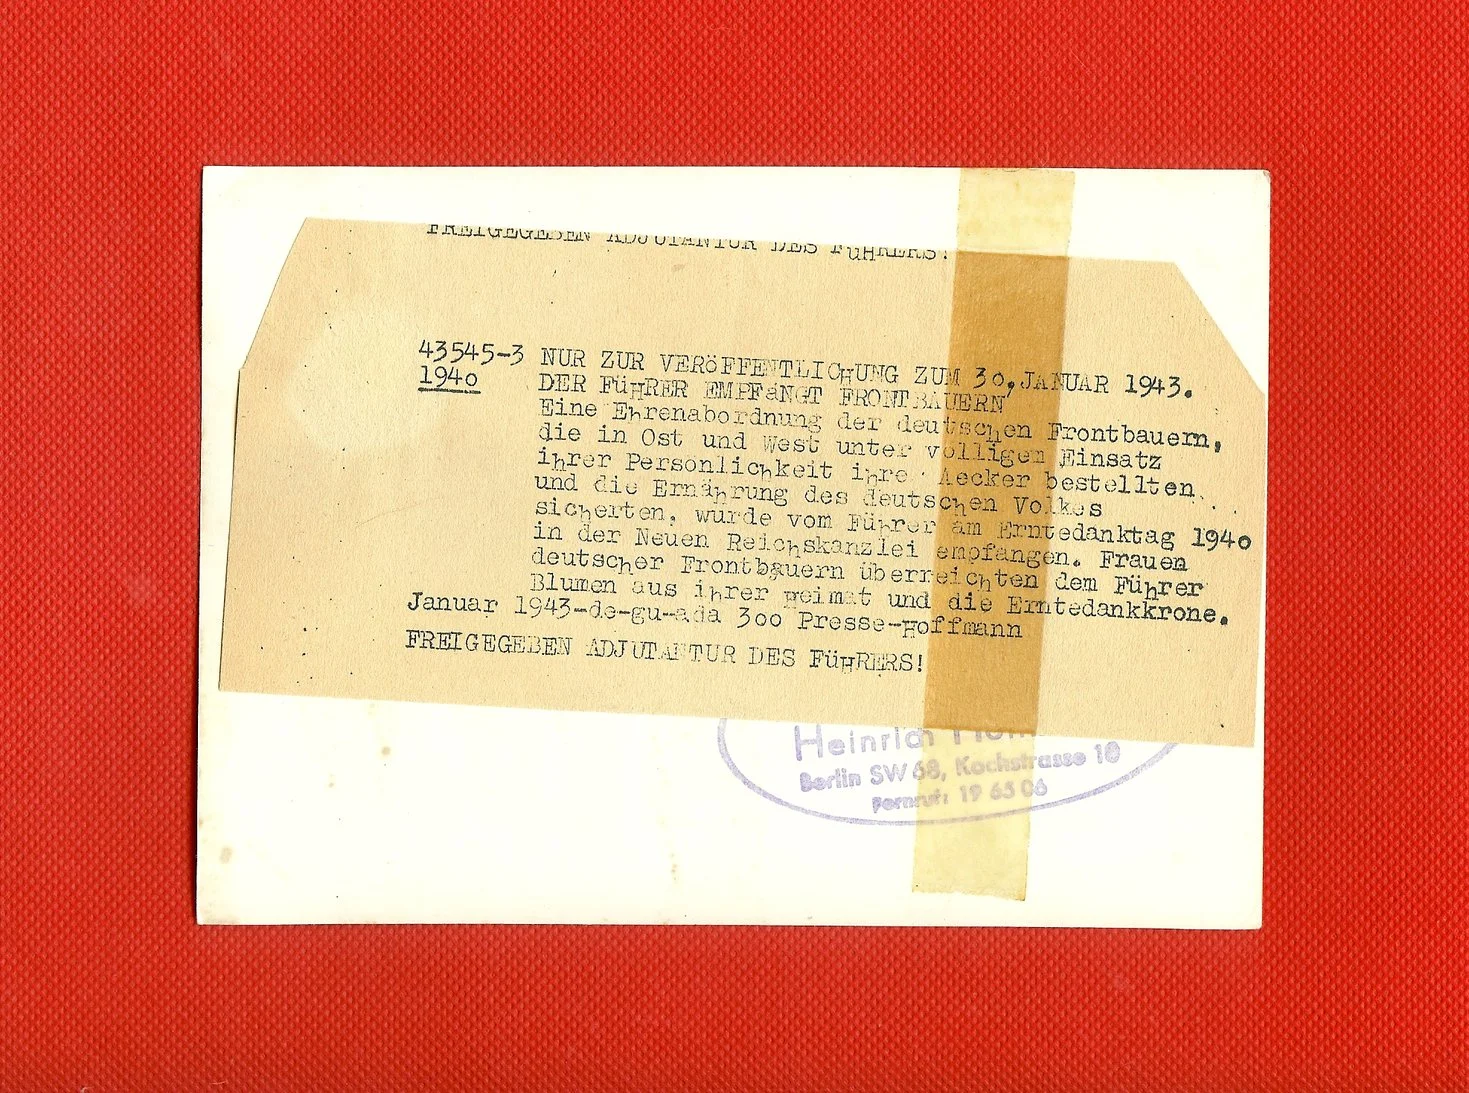 FREIGEGEBEN ADJUTANTUR DES FüHRERS!
43545-3 NUR ZUR VERöFFENTLICHUNG ZUM 30, JANUAR 1943.
1940 DER FüHRER EMPFäNGT FRONTBAUERN
Eine Ehrenabordnung der deutschen Frontbauern,
die in Ost und West unter völligen Einsatz
ihrer Persönlichkeit ihre Aecker bestellten
und die Ernährung des deutschen Volkes
sicherten, wurde vom Führer am Erntedanktag 1940
in der Neuen Reichskanzlei empfangen. Frauen
deutscher Frontbauern überreichten dem Führer
Blumen aus ihrer Heimat und die Erntedankkrone.
Januar 1943-de-gu-ada 300 Presse-Hoffmann
FREIGEGEBEN ADJUTANTUR DES FüHRERS!
Heinrich
Berlin SW 68, Kochstrasse 10
Fernruf: 19 65 06